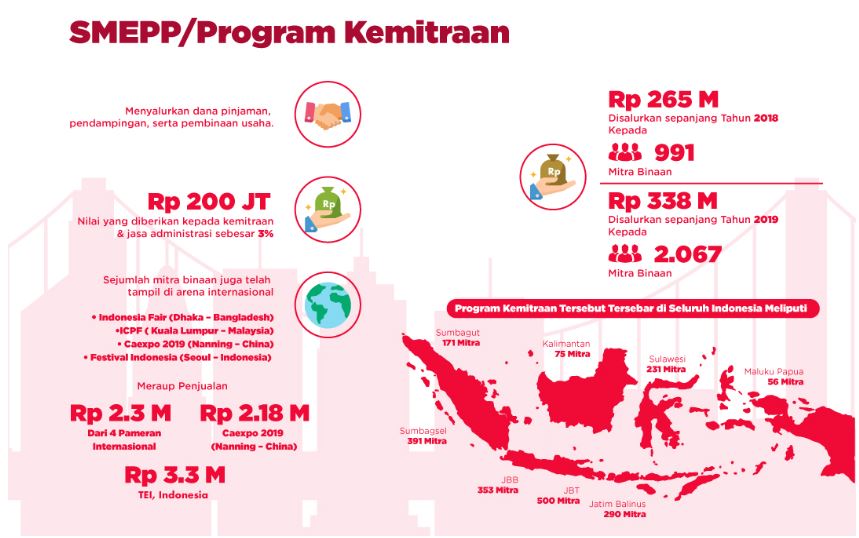 SMEPP/Program Kemitraan
Menyalurkan dana pinjaman,
pendampingan, serta pembinaan usaha.
Rp 200 JT
Nilai yang diberikan kepada kemitraan
& jasa administrasi sebesar 3%
Rp
Sejumlah mitra binaan juga telah
tampil di arena internasional
• Indonesia Fair (Dhaka – Bangladesh)
•ICPF ( Kuala Lumpur – Malaysia)
• Caexpo 2019 (Nanning – China)
• Festival Indonesia (Seoul – Indonesia)
Meraup Penjualan
Rp 2.3 M
Dari 4 Pameran
Internasional
Rp 2.18 M
Caexpo 2019
(Nanning – China)
Rp 3.3 M
TEI, Indonesia
Rp
Rp 265 M
Disalurkan sepanjang Tahun 2018
Kepada
991
Mitra Binaan
Rp 338 M
Disalurkan sepanjang Tahun 2019
Kepada
2.067
Mitra Binaan
Program Kemitraan Tersebut Tersebar di Seluruh Indonesia Meliputi
Sumbagut
171 Mitra
Kalimantan
75 Mitra
Sulawesi
231 Mitra
Maluku Papua
56 Mitra
Sumbagsel
391 Mitra
JBB
353 Mitra
JBT
500 Mitra
Jatim Balinus
290 Mitra